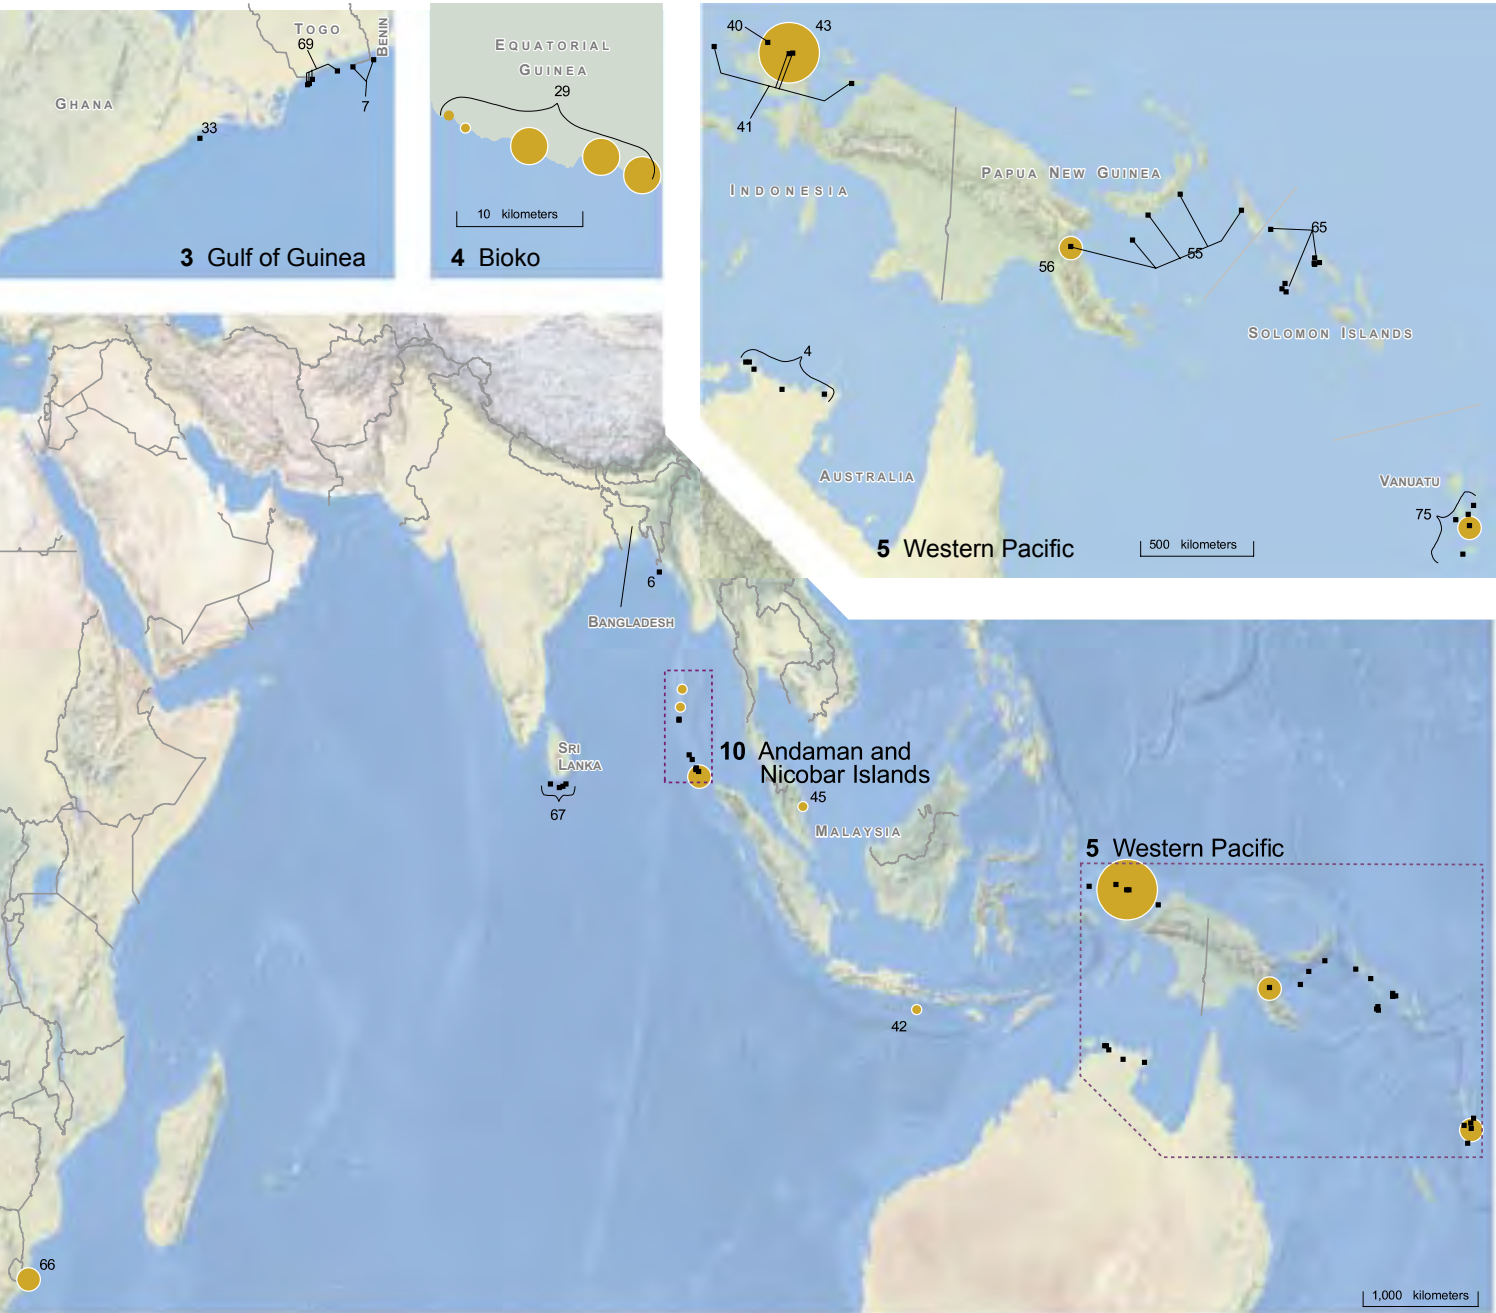 TOGO
BENIN
69
GHANA
7
33
3 Gulf of Guinea
EQUATORIAL
GUINEA
29
10 kilometers
4 Bioko
40
43
41
INDONESIA
PAPUA NEW GUINEA
56
55
65
SOLOMON ISLANDS
4
AUSTRALIA
VANUATU
75
5 Western Pacific
500 kilometers
6
BANGLADESH
SRI
LANKA
67
10 Andaman and
Nicobar Islands
45
MALAYSIA
5 Western Pacific
42
66
1,000 kilometers